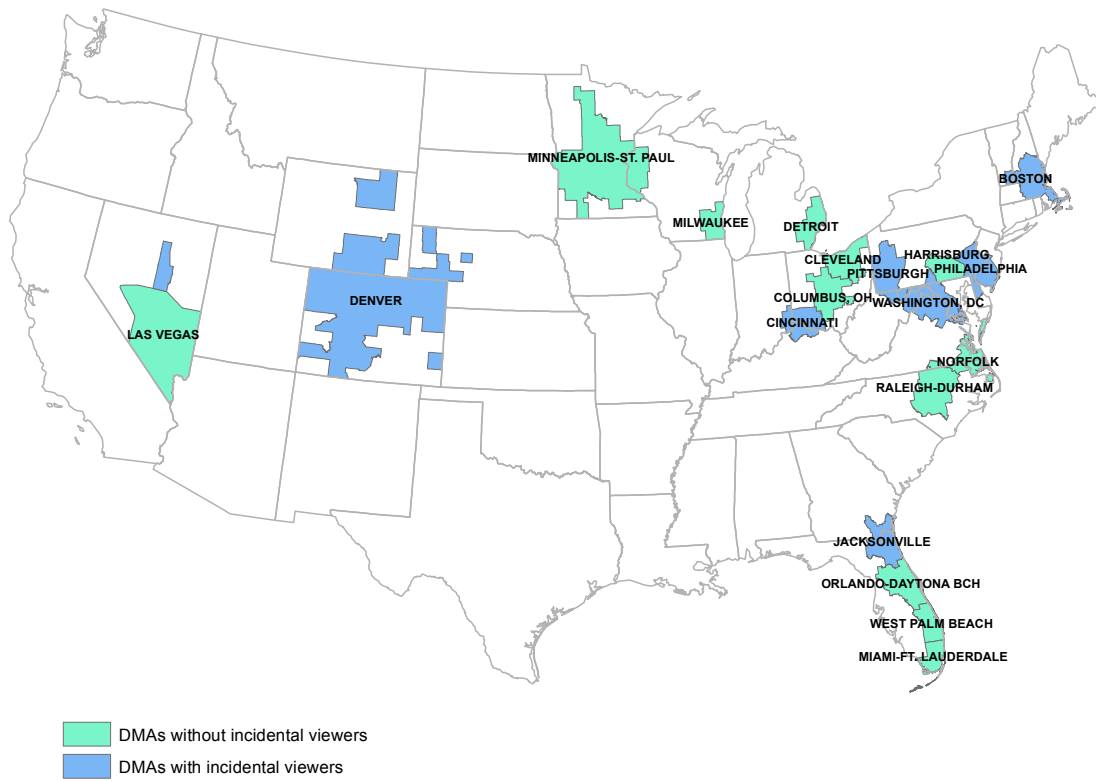 MINNEAPOLIS-ST. PAUL
BOSTON
MILWAUKEE
DETROIT
HARRISBURG
CLEVELAND
PITTSBURGH
PHILADELPHIA
DENVER
COLUMBUS, OH
WASHINGTON, DC
CINCINNATI
LAS VEGAS
NORFOLK
RALEIGH-DURHAM
JACKSONVILLE
ORLANDO-DAYTONA BCH
WEST PALM BEACH
MIAMI-FT. LAUDERDALE
DMAs without incidental viewers
DMAs with incidental viewers